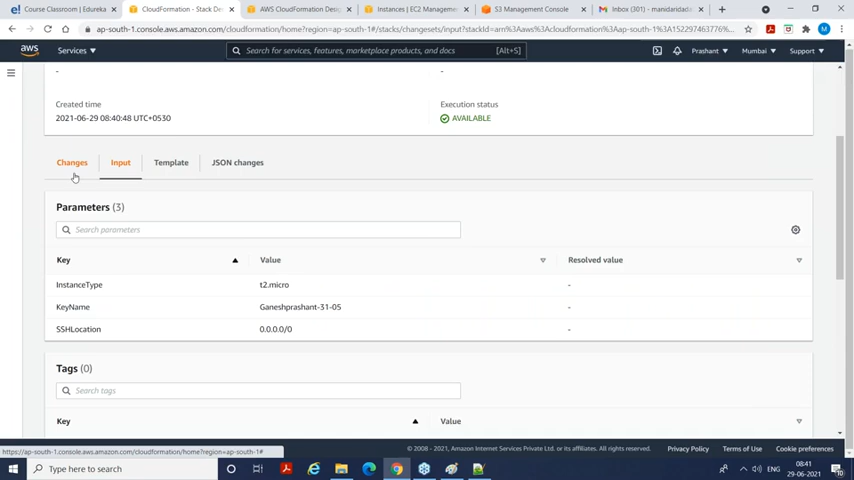 Course Classroom | Edureka
CloudFormation - Stack De
AWS CloudFormation Desi
Instances | EC2 Manageme
S3 Management Console
Inbox (301) - manidaridadi
ap-south-1.console.aws.amazon.com/cloudformation/home?region=ap-south-1#/stacks/changesets/input?stackId=arn%3Aaws%3Acloudformation%3Aap-south-1%3A152297463776%
aws
Services
Search for services, features, marketplace products, and docs
[Alt+S]
Prashant
Mumbai
Support
-
-
Created time
Execution status
2021-06-29 08:40:48 UTC+0530
AVAILABLE
Changes
Input
Template
JSON changes
Parameters (3)
Search parameters
Key
Value
Resolved value
InstanceType
t2.micro
-
KeyName
Ganeshprashant-31-05
-
SSHLocation
0.0.0.0/0
-
Tags (0)
Search tags
Key
Value
https://ap-south-1.console.aws.amazon.com/cloudformation/home?region=ap-south-1#
© 2008 - 2021, Amazon Internet Services Private Ltd. or its affiliates. All rights reserved.
Privacy Policy
Terms of Use
Cookie preferences
Type here to search
ENG
08:41
29-06-2021